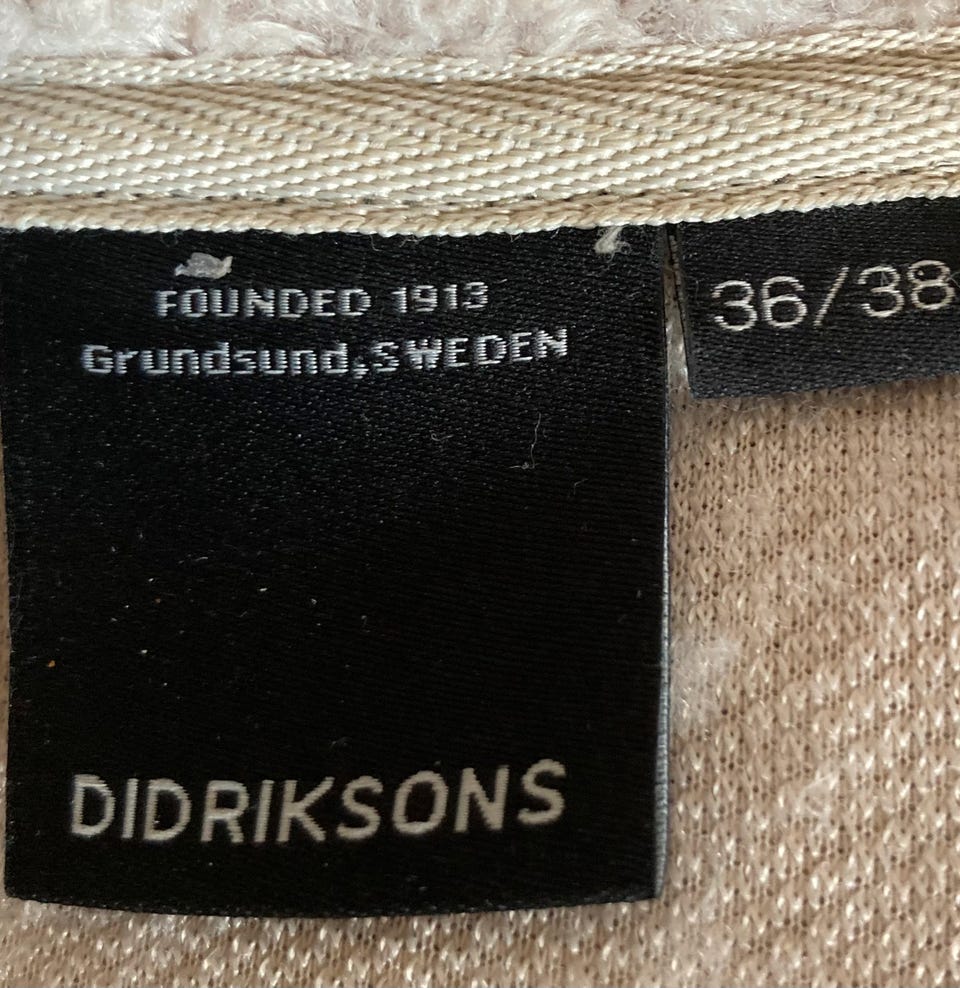 FOUNDED 1913
Grundsund,SWEDEN
36/38
DIDRIKSONS